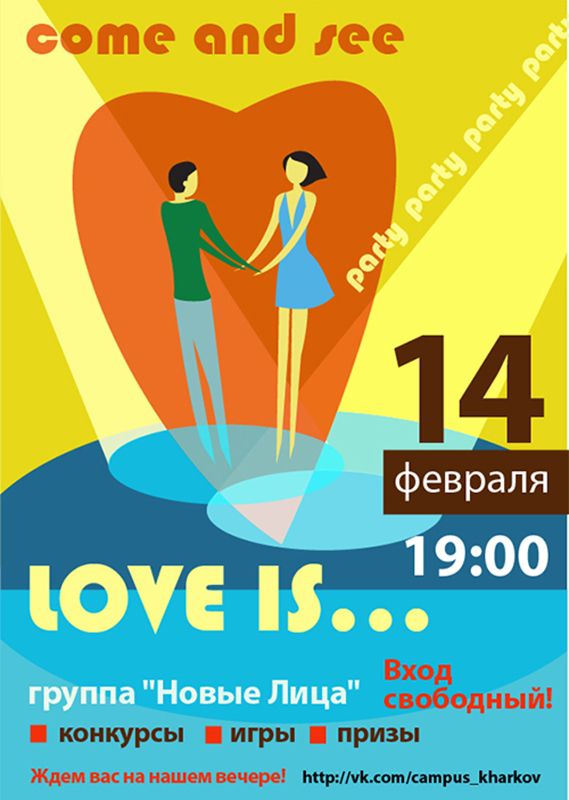 come and see
party party party party
14
февраля
19:00
LOVE IS...
группа "Новые Лица"
Вход
свободный!
конкурсы игры призы
Ждем вас на нашем вечере! http://vk.com/campus_kharkov